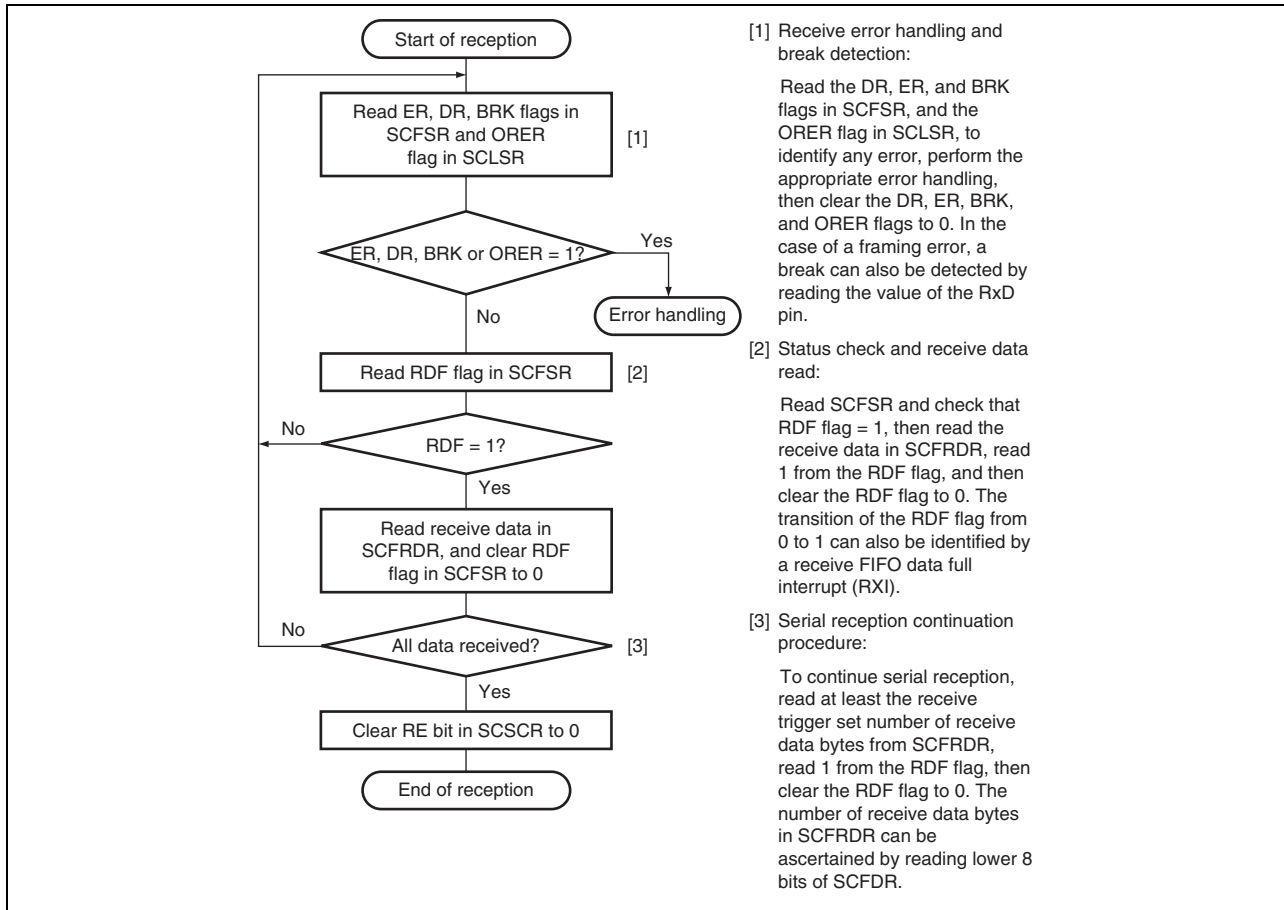 Start of reception
Read ER, DR, BRK flags in
SCFSR and ORER
flag in SCLSR
[1]
ER, DR, BRK or ORER = 1?
Yes
Error handling
No
Read RDF flag in SCFSR
[2]
No
RDF = 1?
Yes
Read receive data in
SCFRDR, and clear RDF
flag in SCFSR to 0
No
All data received?
[3]
Yes
Clear RE bit in SCSCR to 0
End of reception
[1] Receive error handling and
break detection:
Read the DR, ER, and BRK
flags in SCFSR, and the
ORER flag in SCLSR, to
identify any error, perform the
appropriate error handling,
then clear the DR, ER, BRK,
and ORER flags to 0. In the
case of a framing error, a
break can also be detected by
reading the value of the RxD
pin.
[2] Status check and receive data
read:
Read SCFSR and check that
RDF flag = 1, then read the
receive data in SCFRDR, read
1 from the RDF flag, and then
clear the RDF flag to 0. The
transition of the RDF flag from
0 to 1 can also be identified by
a receive FIFO data full
interrupt (RXI).
[3] Serial reception continuation
procedure:
To continue serial reception,
read at least the receive
trigger set number of receive
data bytes from SCFRDR,
read 1 from the RDF flag, then
clear the RDF flag to 0. The
number of receive data bytes
in SCFRDR can be
ascertained by reading lower 8
bits of SCFDR.